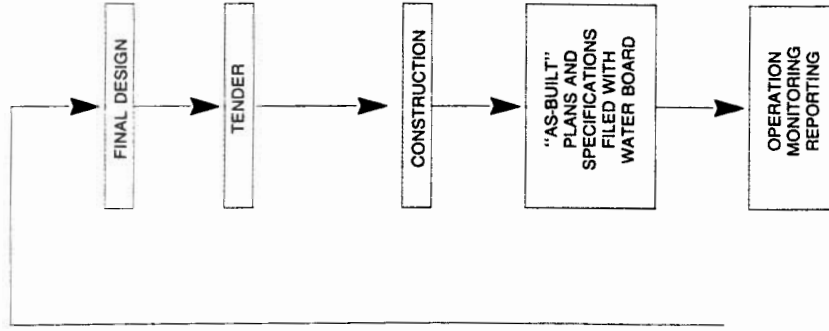 FINAL DESIGN
TENDER
CONSTRUCTION
"AS-BUILT"
PLANS AND
SPECIFICATIONS
FILED WITH
WATER BOARD
OPERATION
MONITORING
REPORTING